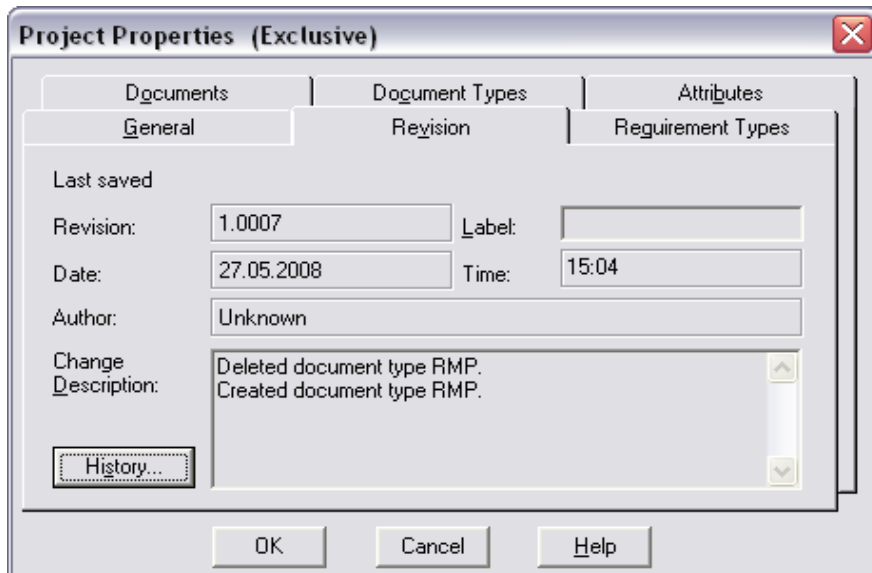 Project Properties (Exclusive)
Documents Document Types Attributes
General Revision Reguirement Types
Last saved
Revision: 1.0007 Label:
Date: 27.05.2008 Time: 15:04
Author: Unknown
Change Description: Deleted document type RMP.
Created document type RMP.
History...
OK Cancel Help